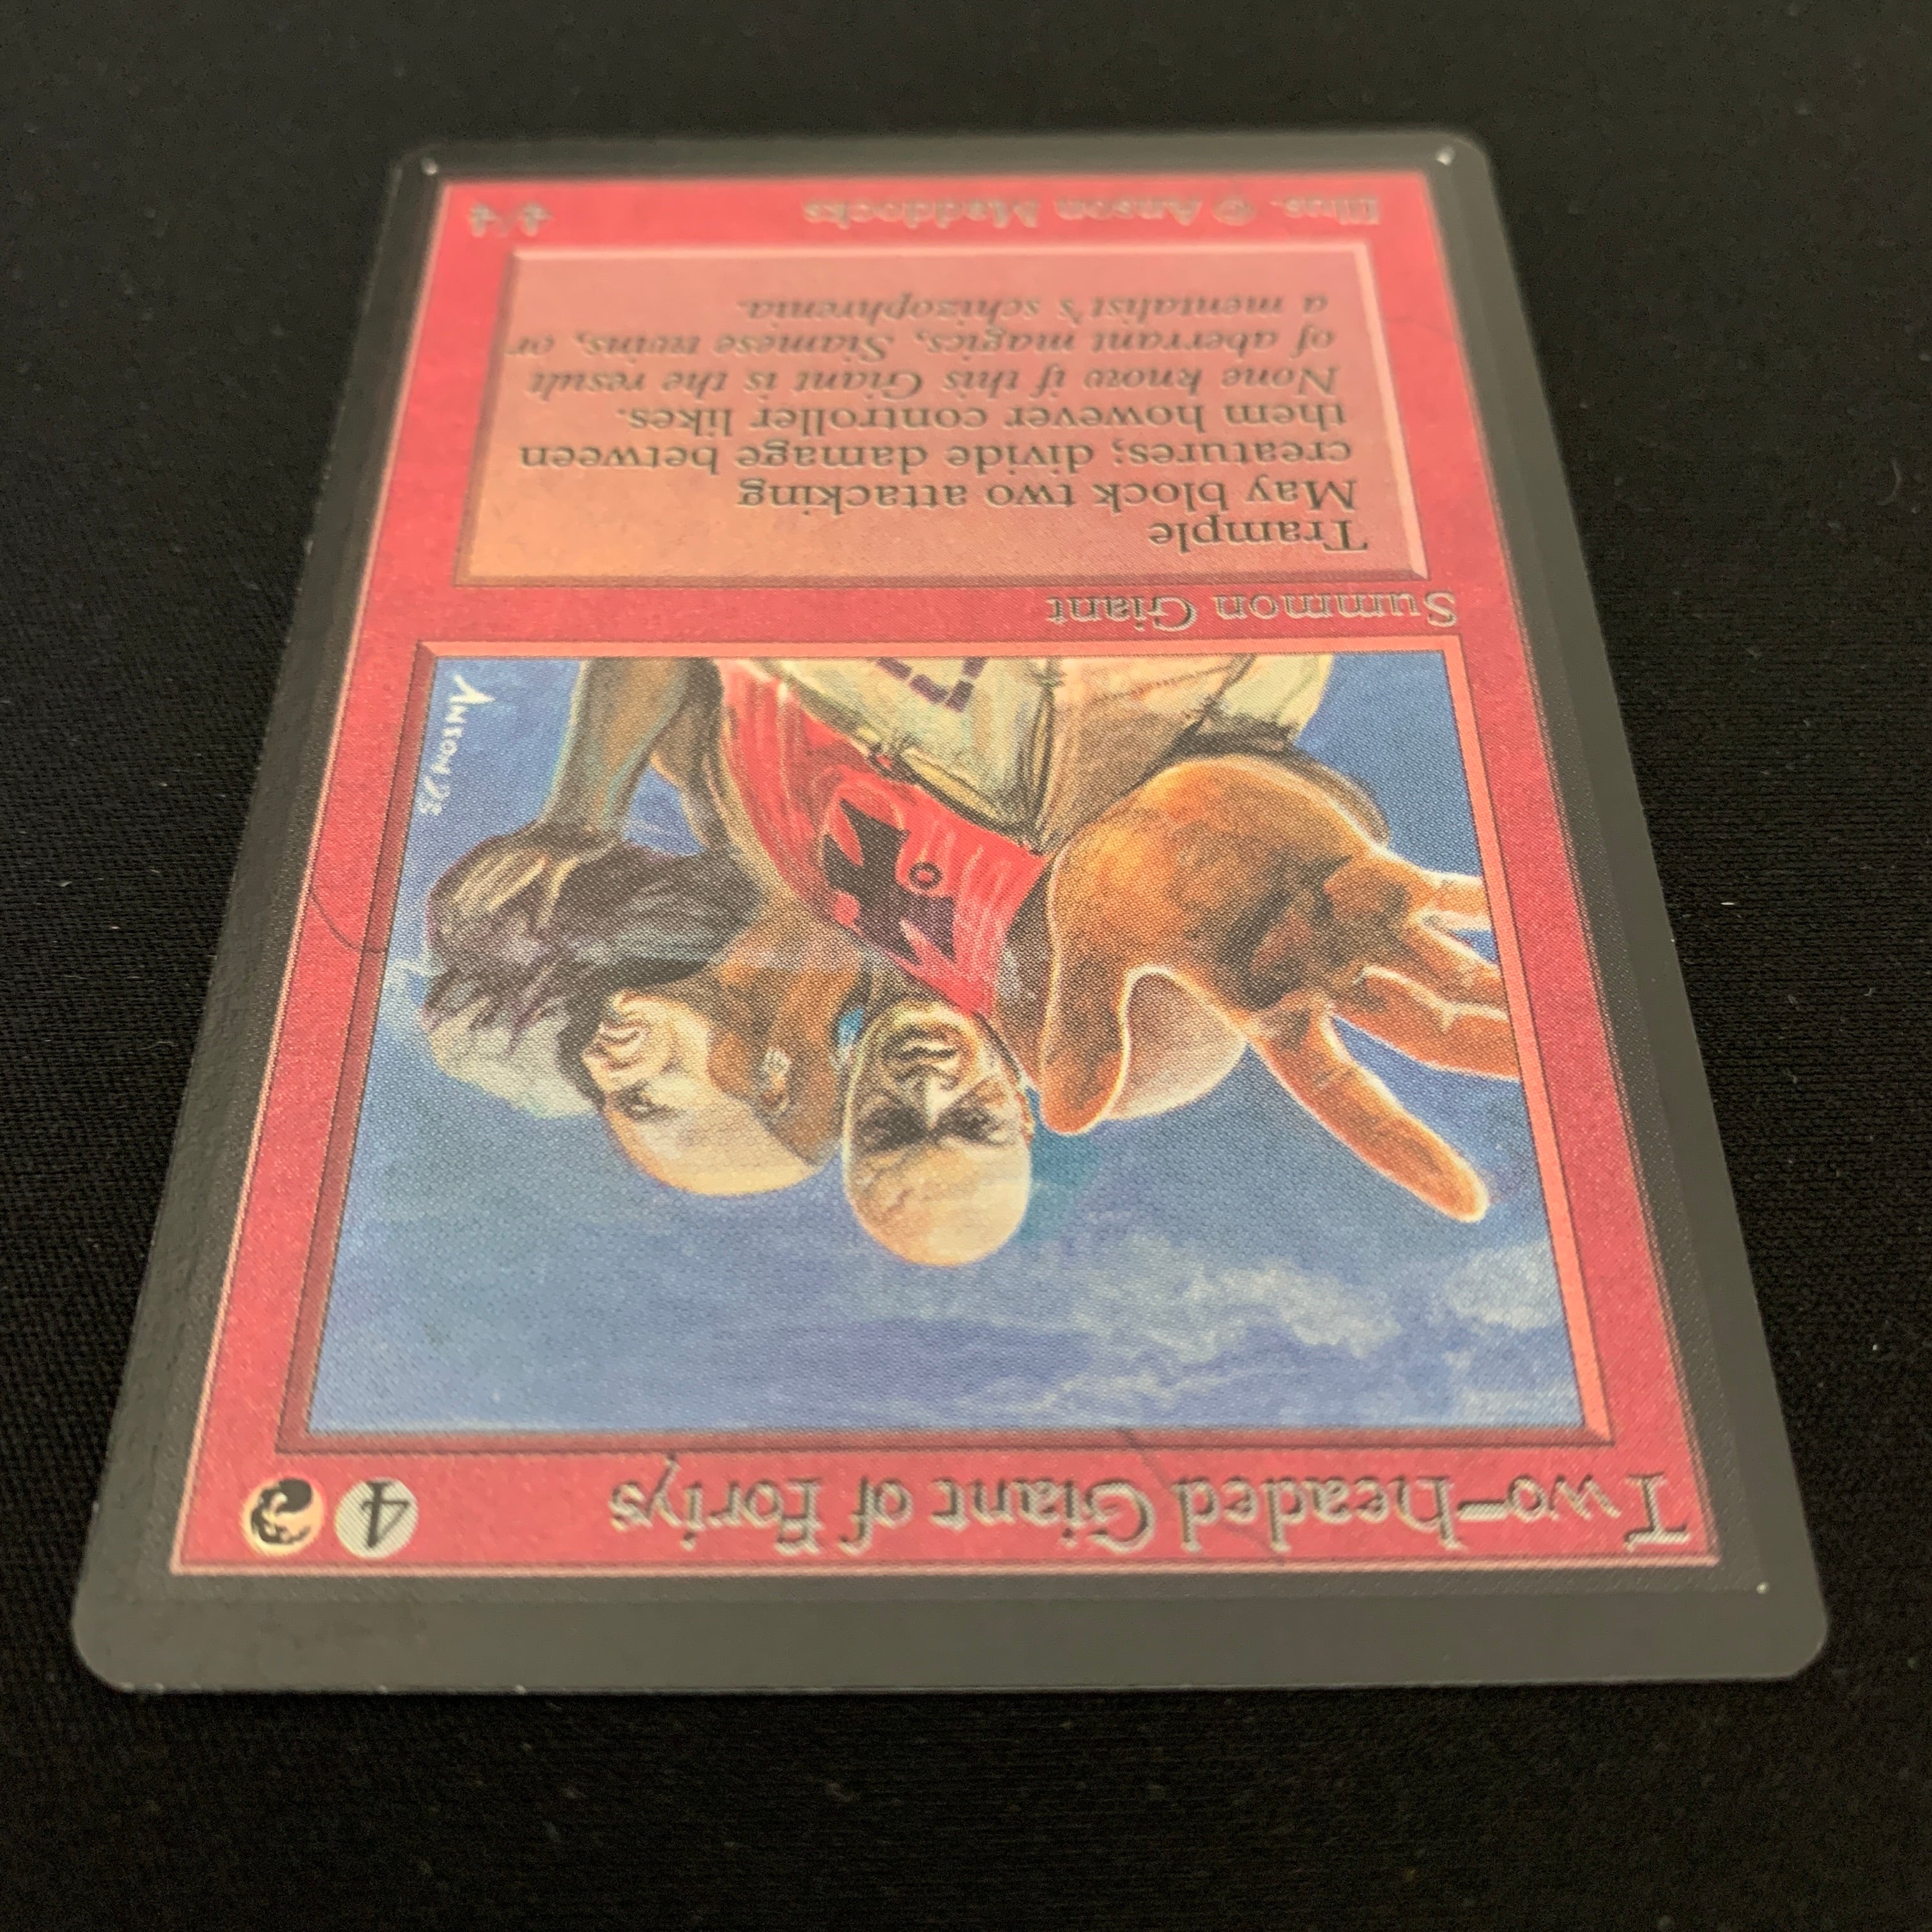 Two-headed Giant of Foriys 4
Anson 93
Summon Giant
Trample
May block two attacking
creatures; divide damage between
them however controller likes.
None know if this Giant is the result
of aberrant magics, Siamese twins, or
a mentalist's schizophrenia.
Illus. © Anson Maddocks 4/4